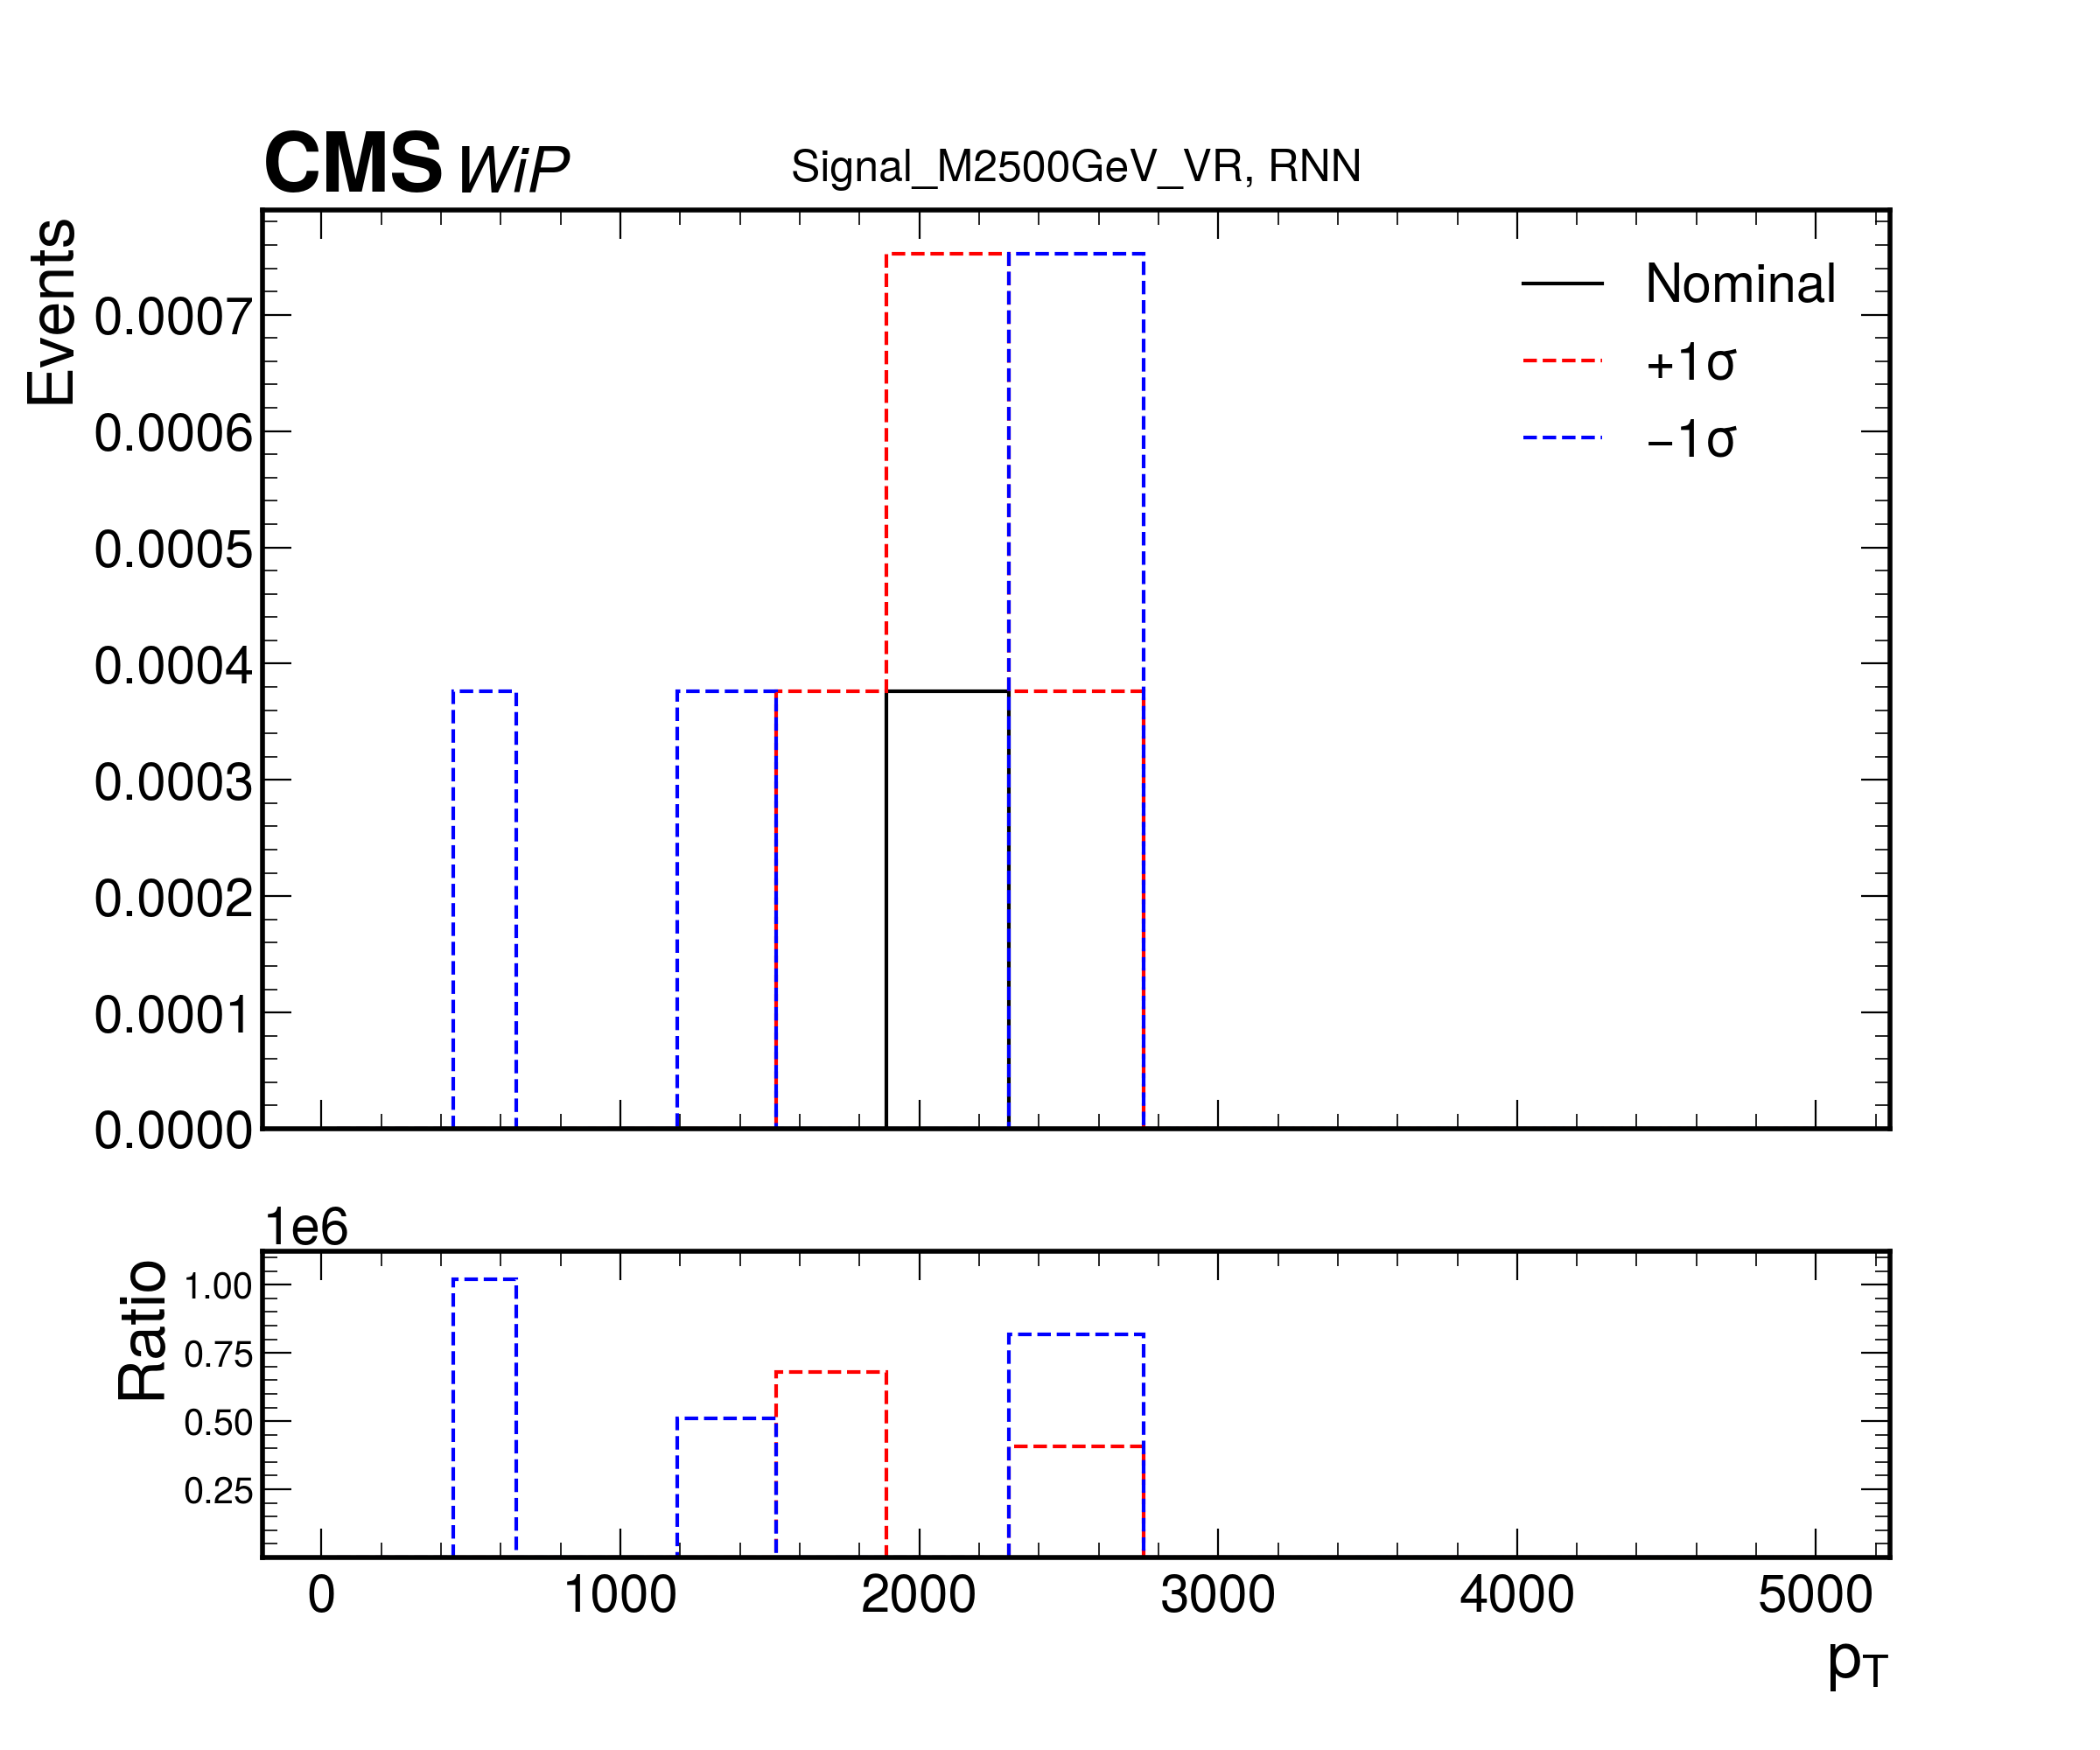 CMS WiP
Signal_M2500GeV_VR, RNN
Events
0.0007
0.0006
0.0005
0.0004
0.0003
0.0002
0.0001
0.0000
Nominal
+1σ
−1σ
1e6
Ratio
1.00
0.75
0.50
0.25
0 1000 2000 3000 4000 5000
pT